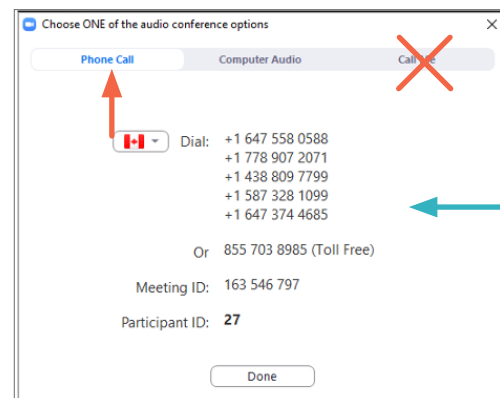 Choose ONE of the audio conference options
Phone Call Computer Audio Call Me
Dial: +1 647 558 0588
+1 778 907 2071
+1 438 809 7799
+1 587 328 1099
+1 647 374 4685
Or 855 703 8985 (Toll Free)
Meeting ID: 163 546 797
Participant ID: 27
Done